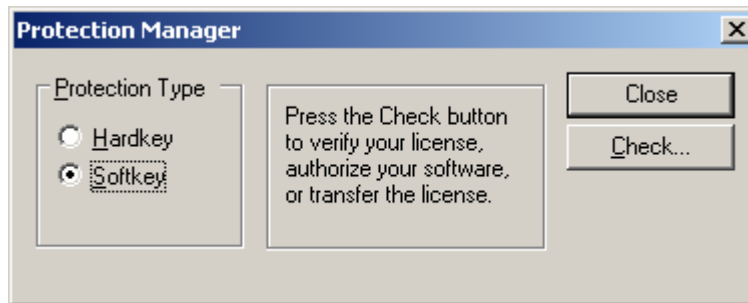 Protection Manager
Protection Type
Hardkey
Softkey
Press the Check button
to verify your license,
authorize your software,
or transfer the license.
Close
Check...